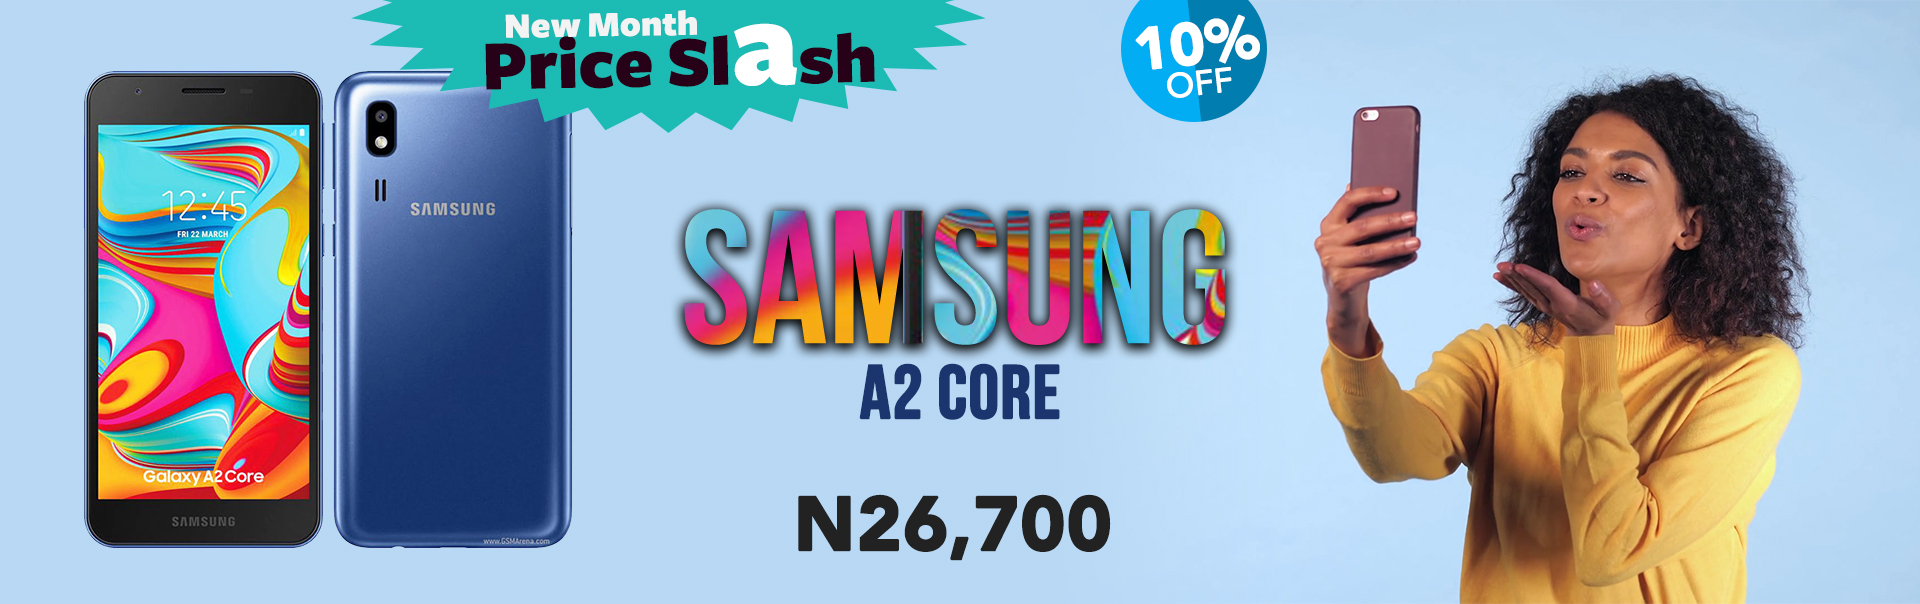 New Month
Price Slash
10%
OFF
12:45
FRI 22 MARCH
Galaxy A2 Core
SAMSUNG
SAMSUNG
www.GSMArena.com
SAMSUNG
A2 CORE
N26,700